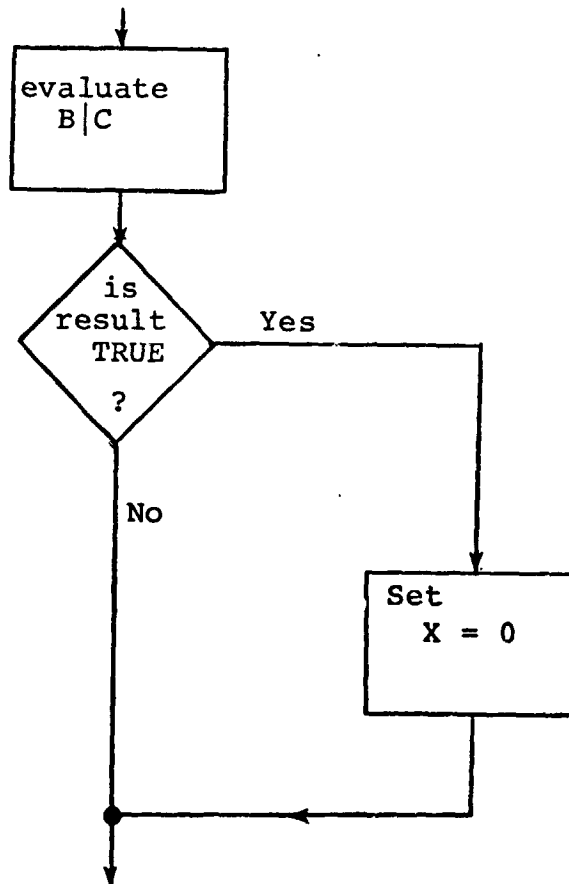 evaluate
B|C
is
result
TRUE
?
Yes
No
Set
X = 0